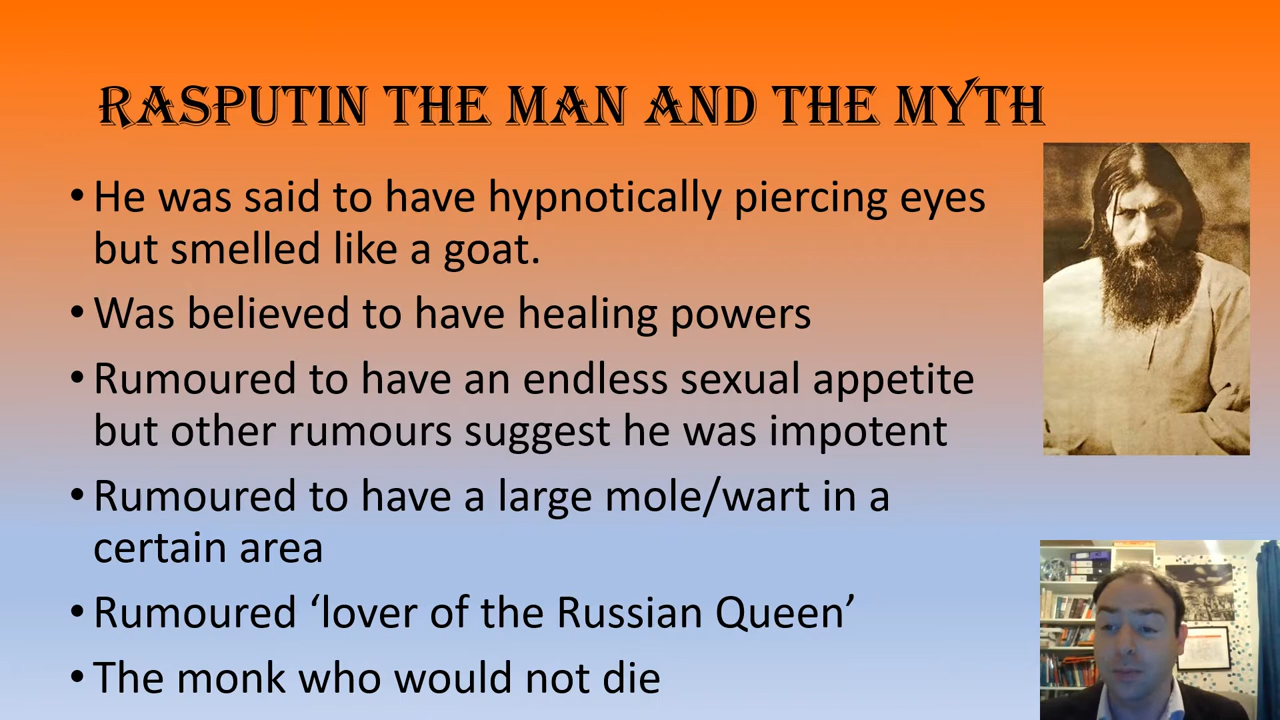 RASPUTIN THE MAN AND THE MYTH
• He was said to have hypnotically piercing eyes
but smelled like a goat.
• Was believed to have healing powers
• Rumoured to have an endless sexual appetite
but other rumours suggest he was impotent
• Rumoured to have a large mole/wart in a
certain area
• Rumoured ‘lover of the Russian Queen’
• The monk who would not die